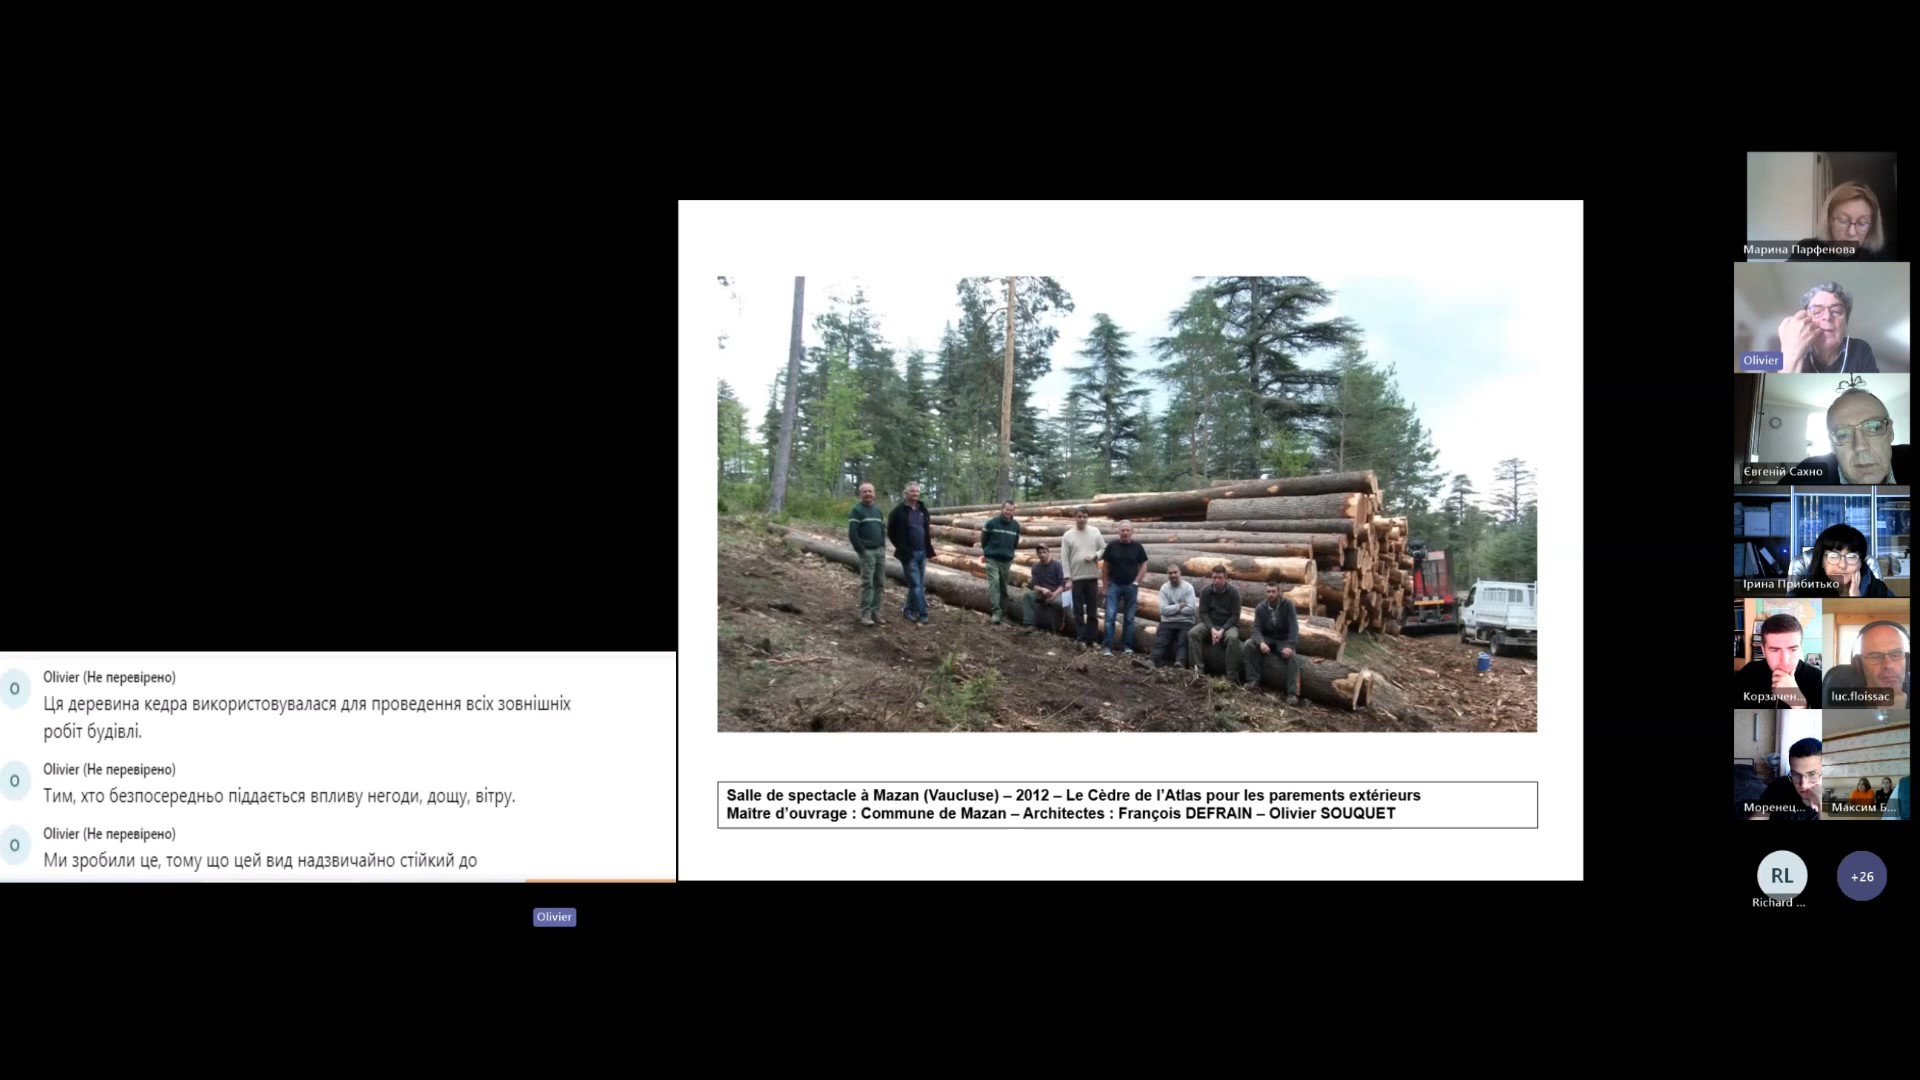 O
Olivier (Не перевірено)
Ця деревина кедра використовувалася для проведення всіх зовнішніх
робіт будівлі.
O
Olivier (Не перевірено)
Тим, хто безпосередньо піддається впливу негоди, дощу, вітру.
O
Olivier (Не перевірено)
Ми зробили це, тому що цей вид надзвичайно стійкий до
Olivier
Salle de spectacle à Mazan (Vaucluse) – 2012 – Le Cèdre de l’Atlas pour les parements extérieurs
Maître d’ouvrage : Commune de Mazan – Architectes : François DEFRAIN – Olivier SOUQUET
Марина Парфенова
Olivier
Євгеній Сахно
Ірина Прибитько
Корзачен...
luc.floissac
Моренец...
Максим Б...
RL
Richard ...
+26